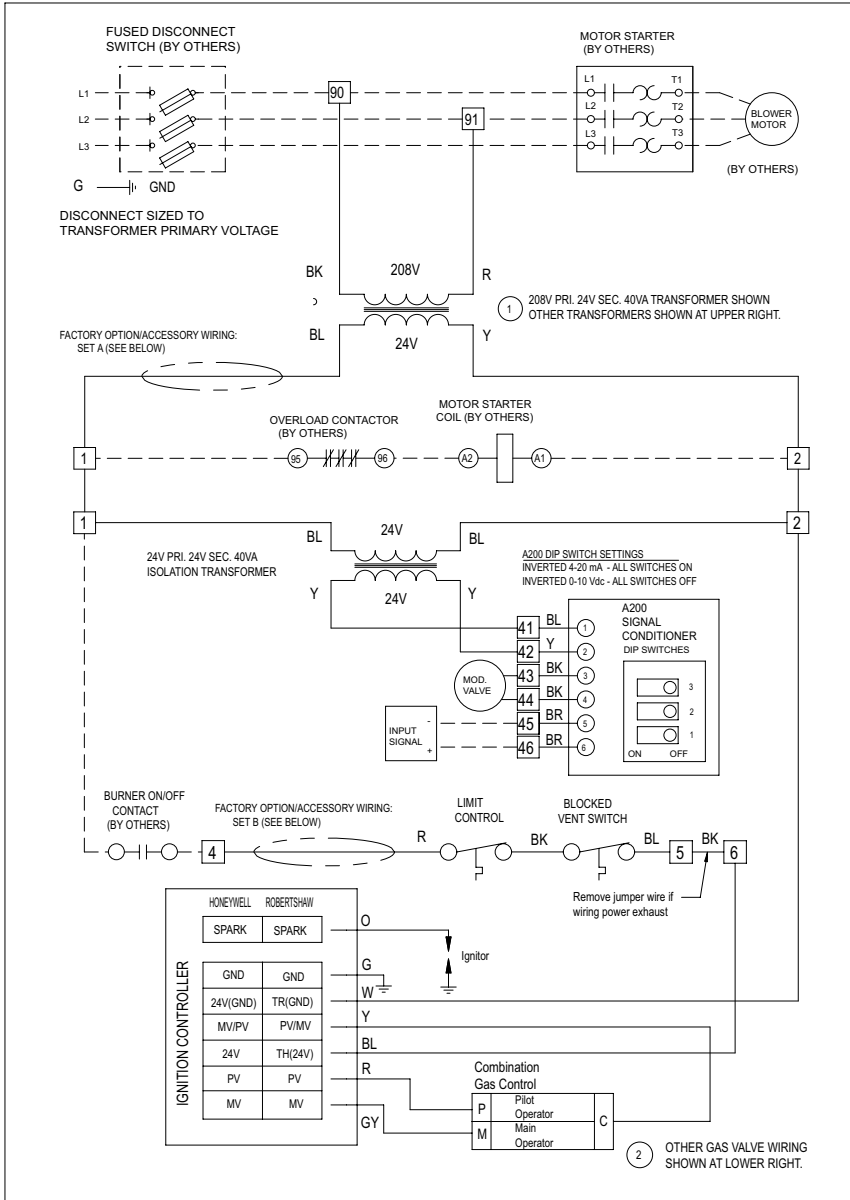 FUSED DISCONNECT
SWITCH (BY OTHERS)
MOTOR STARTER
(BY OTHERS)
L1
L2
L3
90
91
L1
L2
L3
T1
T2
T3
BLOWER
MOTOR
(BY OTHERS)
G
GND
DISCONNECT SIZED TO
TRANSFORMER PRIMARY VOLTAGE
BK
208V
R
BL
24V
Y
1
208V PRI. 24V SEC. 40VA TRANSFORMER SHOWN
OTHER TRANSFORMERS SHOWN AT UPPER RIGHT.
FACTORY OPTION/ACCESSORY WIRING:
SET A (SEE BELOW)
OVERLOAD CONTACTOR
(BY OTHERS)
MOTOR STARTER
COIL (BY OTHERS)
1
95
96
A2
A1
2
1
2
BL
24V
BL
24V PRI. 24V SEC. 40VA
ISOLATION TRANSFORMER
Y
24V
Y
A200 DIP SWITCH SETTINGS
INVERTED 4-20 mA - ALL SWITCHES ON
INVERTED 0-10 Vdc - ALL SWITCHES OFF
A200
SIGNAL
CONDITIONER
DIP SWITCHES
3
2
1
ON OFF
41 BL 1
42 Y 2
43 BK 3
44 BK 4
45 BR 5
46 BR 6
MOD.
VALVE
INPUT
SIGNAL
-
+
BURNER ON/OFF
CONTACT
(BY OTHERS)
FACTORY OPTION/ACCESSORY WIRING:
SET B (SEE BELOW)
LIMIT
CONTROL
BLOCKED
VENT SWITCH
4
R
BK
BL
5
BK
6
Remove jumper wire if
wiring power exhaust
IGNITION CONTROLLER
HONEYWELL ROBERTSHAW
SPARK SPARK O
GND GND G
24V(GND) TR(GND) W
MV/PV PV/MV Y
24V TH(24V) BL
PV PV R
MV MV GY
Ignitor
Combination
Gas Control
P
Pilot
Operator
M
Main
Operator
C
2
OTHER GAS VALVE WIRING
SHOWN AT LOWER RIGHT.